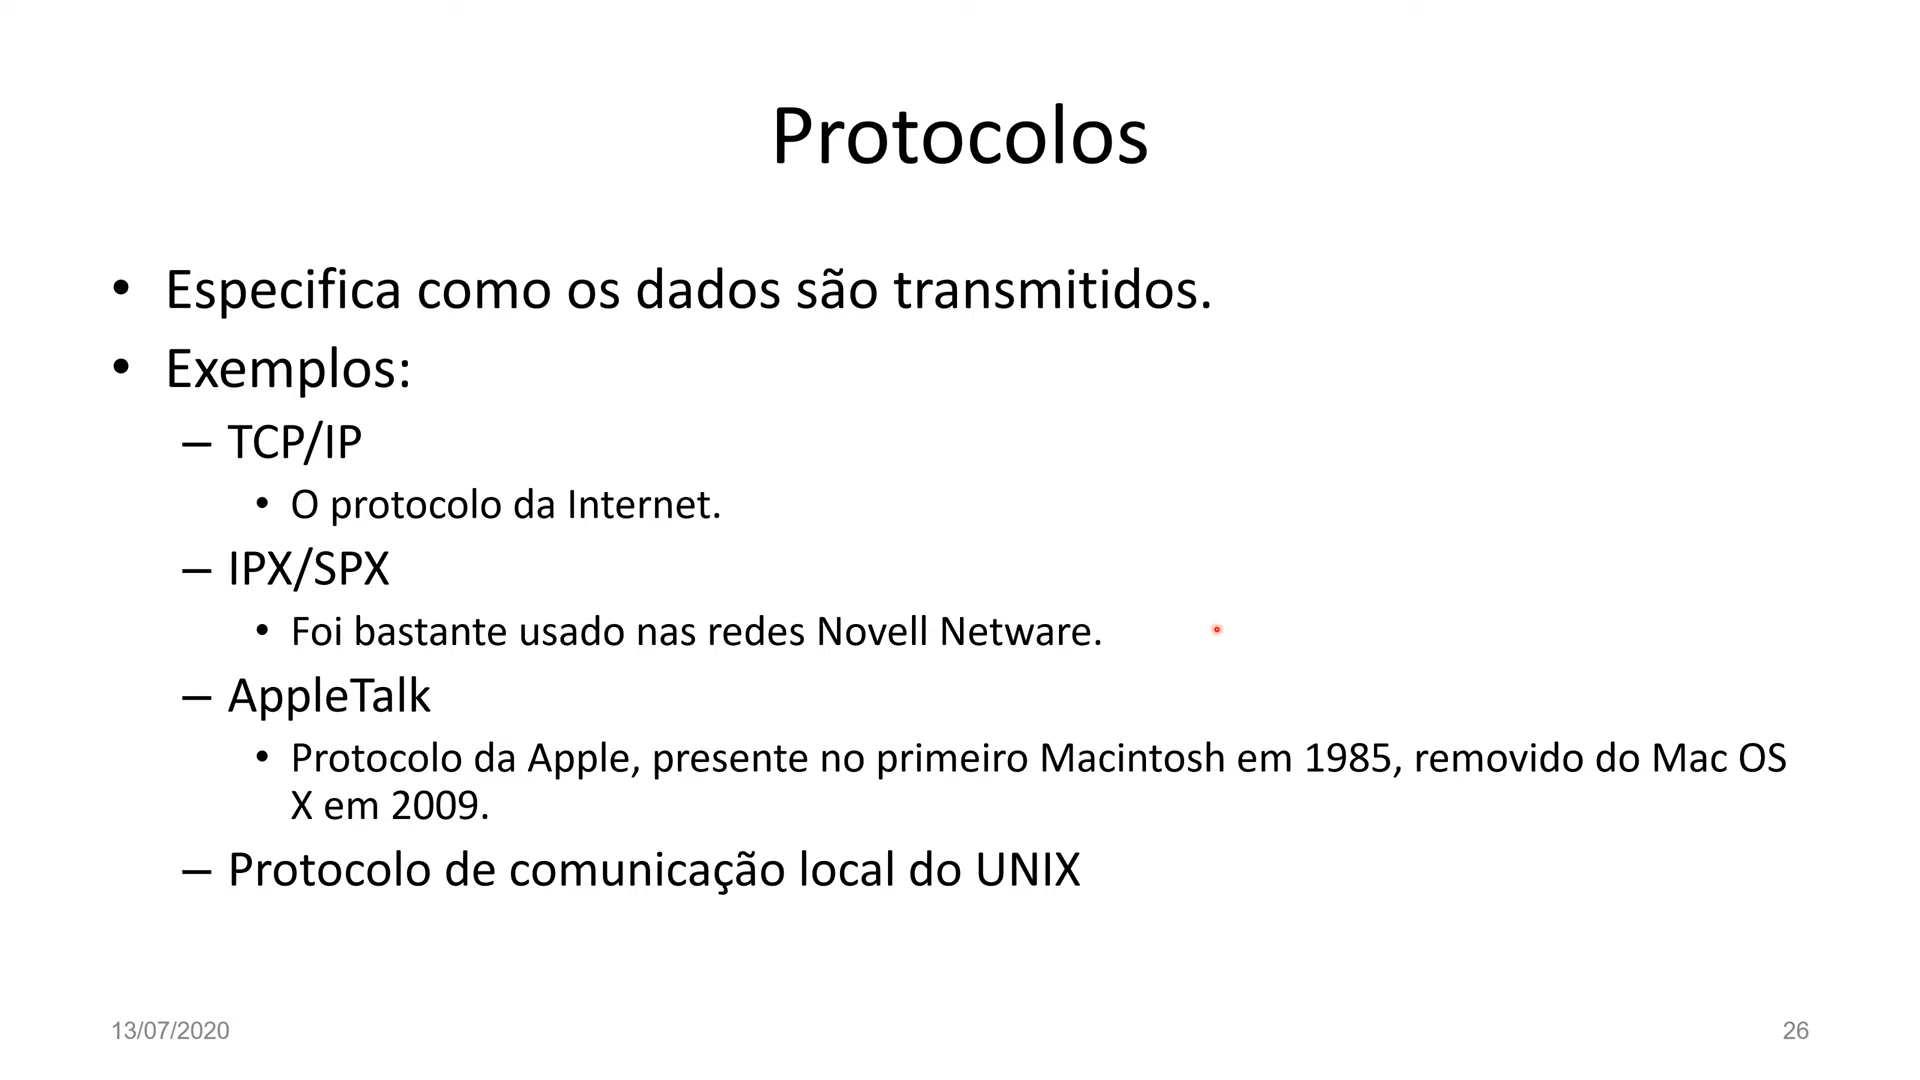 Protocolos
• Especifica como os dados são transmitidos.
• Exemplos:
– TCP/IP
• O protocolo da Internet.
– IPX/SPX
• Foi bastante usado nas redes Novell Netware.
– AppleTalk
• Protocolo da Apple, presente no primeiro Macintosh em 1985, removido do Mac OS
X em 2009.
– Protocolo de comunicação local do UNIX
13/07/2020
26